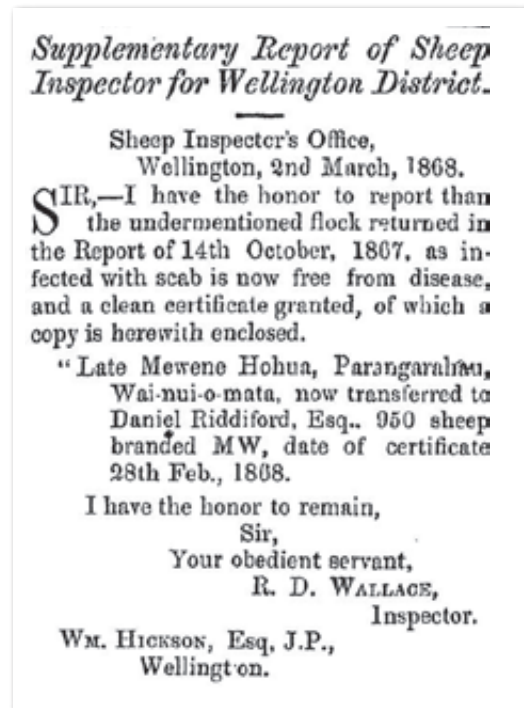 Supplementary Report of Sheep
Inspector for Wellington District.
Sheep Inspector's Office,
Wellington, 2nd March, 1868.
SIR,—I have the honor to report than
the undermentioned flock returned in
the Report of 14th October, 1867, as in-
fected with scab is now free from disease,
and a clean certificate granted, of which a
copy is herewith enclosed.
"Late Mewene Hohua, Parangarahau,
Wai-nui-o-mata, now transferred to
Daniel Riddiford, Esq.. 950 sheep
branded MW, date of certificate
28th Feb., 1868.
I have the honor to remain,
Sir,
Your obedient servant,
R. D. WALLACE,
Inspector.
WM. HICKSON, Esq, J.P.,
Wellington.